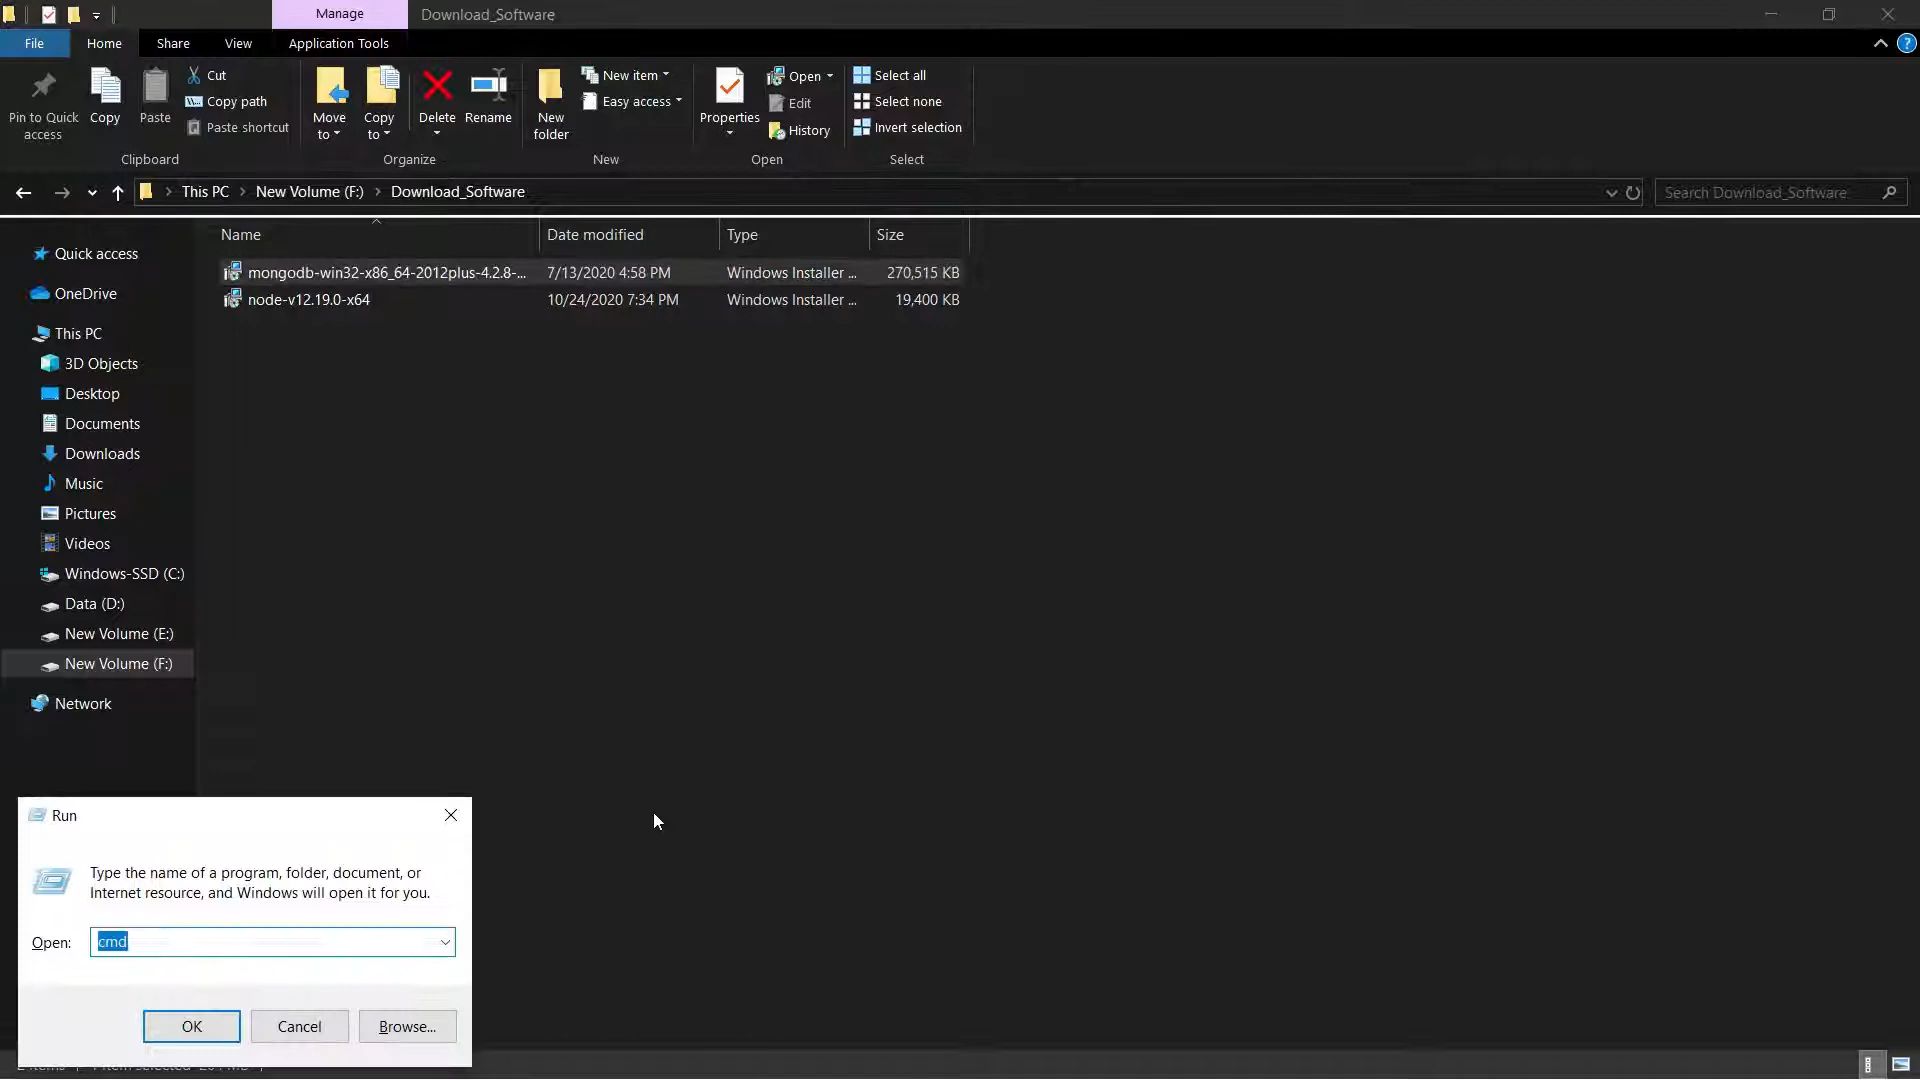 Manage
Download_Software
File
Home
Share
View
Application Tools
Pin to Quick
access
Copy
Paste
Cut
Copy path
Paste shortcut
Clipboard
Move
to
Copy
to
Delete
Rename
Organize
New
folder
New item
Easy access
New
Properties
Open
Edit
History
Open
Select all
Select none
Invert selection
Select
This PC
New Volume (F:)
Download_Software
Search Download_Software
Name
Date modified
Type
Size
mongodb-win32-x86_64-2012plus-4.2.8-...
7/13/2020 4:58 PM
Windows Installer ...
270,515 KB
node-v12.19.0-x64
10/24/2020 7:34 PM
Windows Installer ...
19,400 KB
Quick access
OneDrive
This PC
3D Objects
Desktop
Documents
Downloads
Music
Pictures
Videos
Windows-SSD (C:)
Data (D:)
New Volume (E:)
New Volume (F:)
Network
Run
Type the name of a program, folder, document, or
Internet resource, and Windows will open it for you.
Open:
cmd
OK
Cancel
Browse...